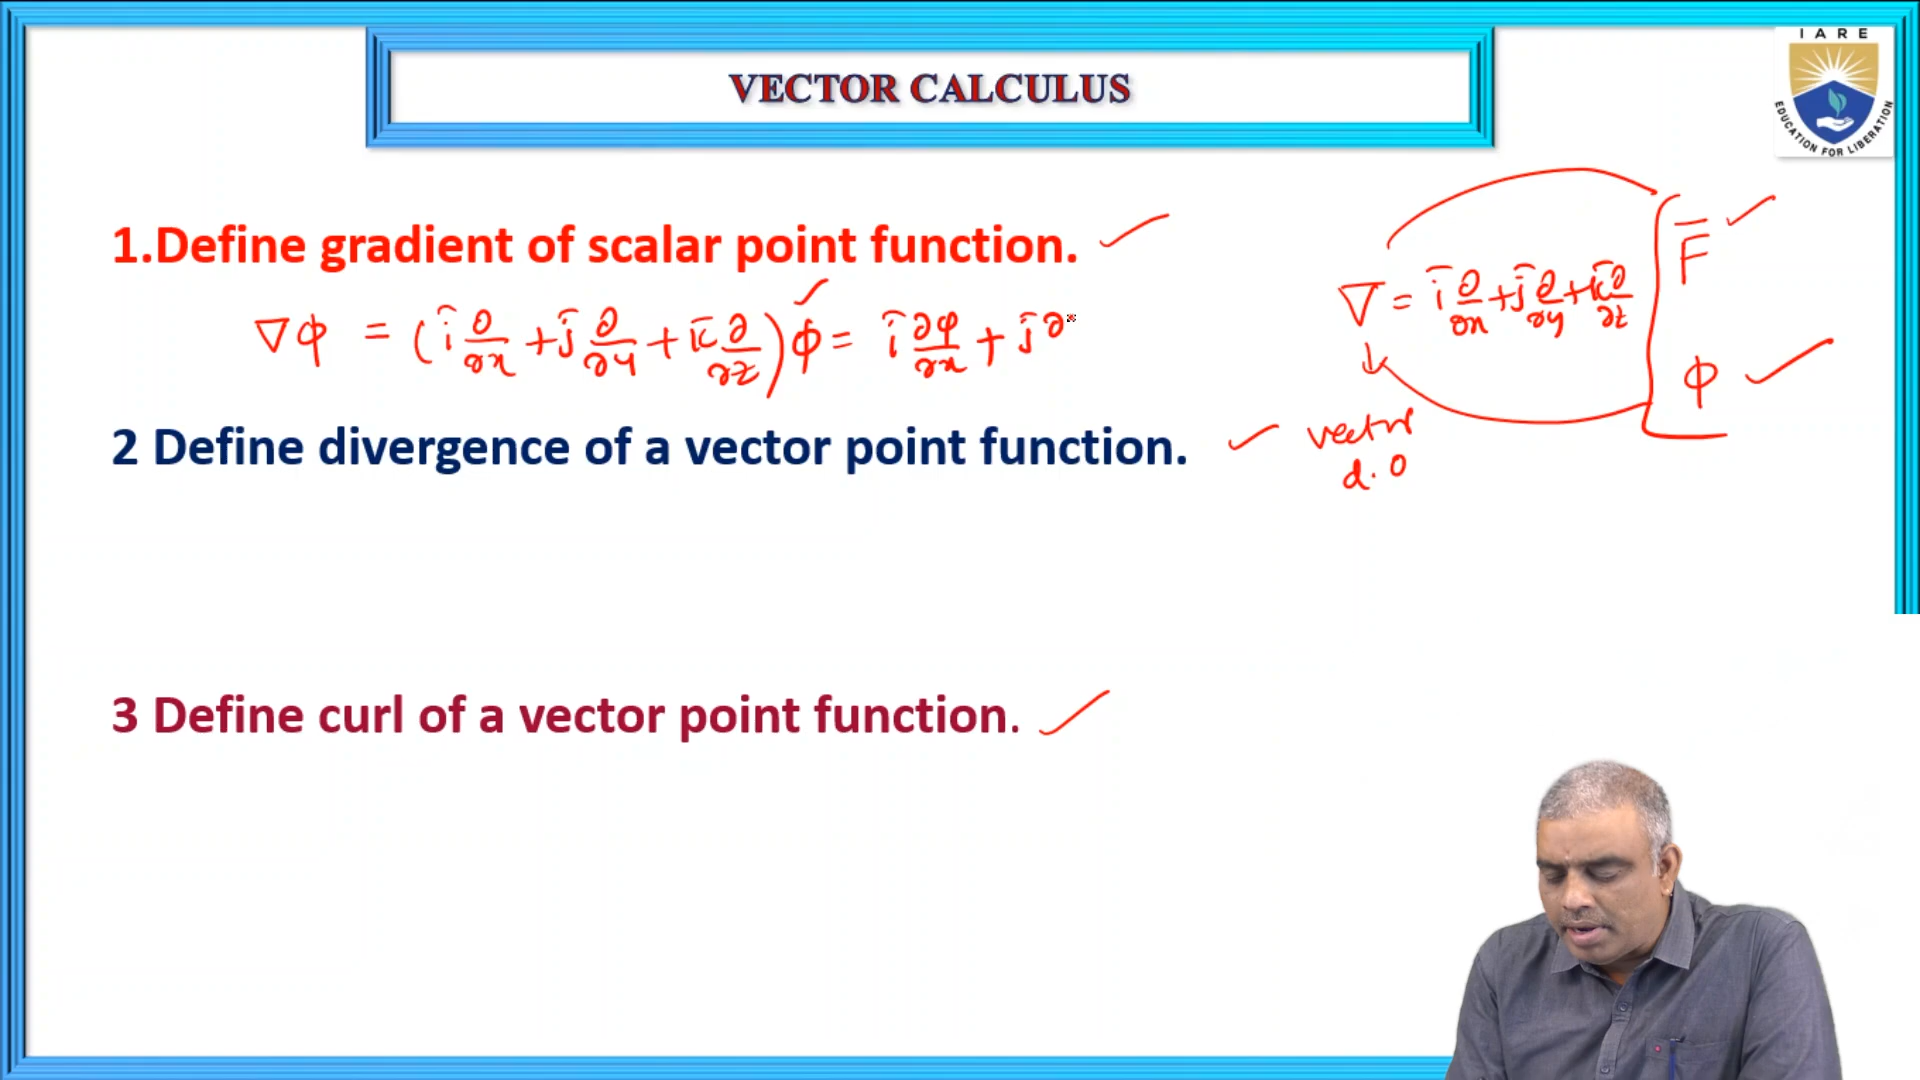 IARE
EDUCATION FOR LIBERATION
VECTOR CALCULUS
1.Define gradient of scalar point function.
∇ϕ = (i̅ ∂/∂x + j̅ ∂/∂y + k̅ ∂/∂z) ϕ = i̅ ∂φ/∂x + j̅ ∂
∇ = i̅ ∂/∂x + j̅ ∂/∂y + k̅ ∂/∂z
F̅
ϕ
2 Define divergence of a vector point function.
vector
d.O
3 Define curl of a vector point function.